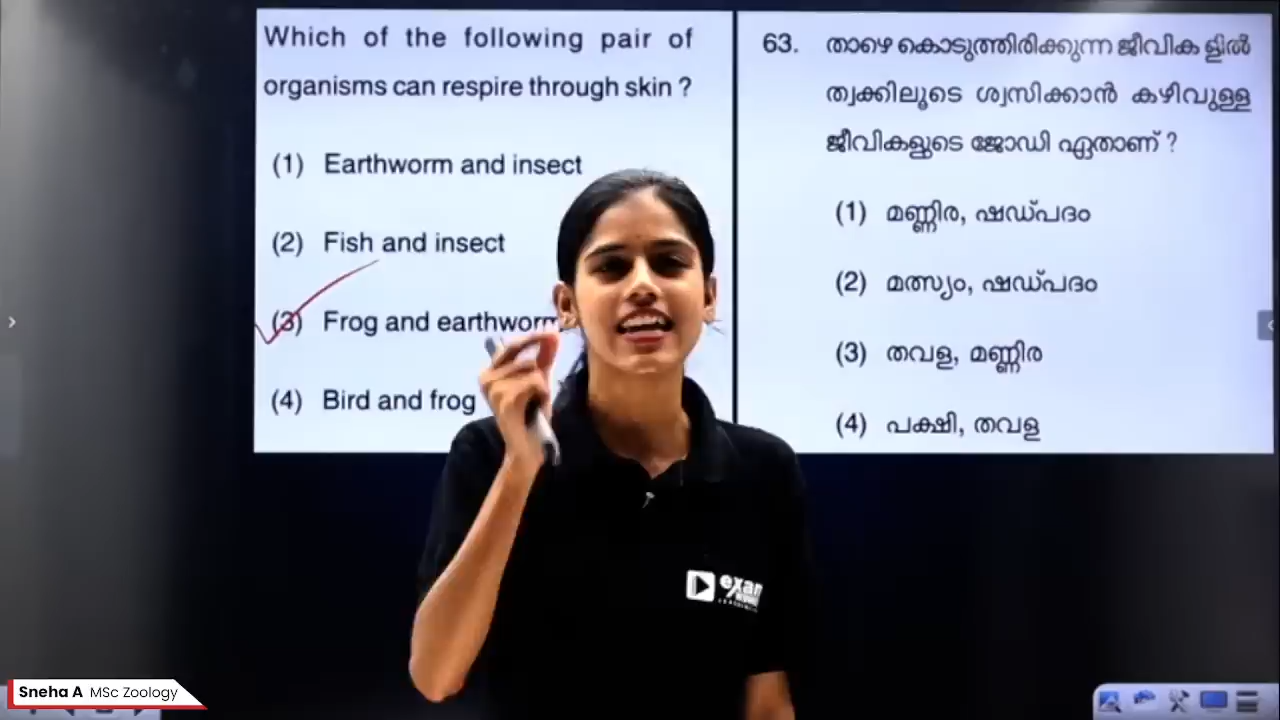 Which of the following pair of
organisms can respire through skin ?
(1) Earthworm and insect
(2) Fish and insect
(3) Frog and earthworm
(4) Bird and frog
63. താഴെ കൊടുത്തിരിക്കുന്ന ജീവിക ളിൽ
ത്വക്കിലൂടെ ശ്വസിക്കാൻ കഴിവുള്ള
ജീവികളുടെ ജോഡി ഏതാണ് ?
(1) മണ്ണിര, ഷഡ്പദം
(2) മത്സ്യം, ഷഡ്പദം
(3) തവള, മണ്ണിര
(4) പക്ഷി, തവള
exam
Sneha A MSc Zoology